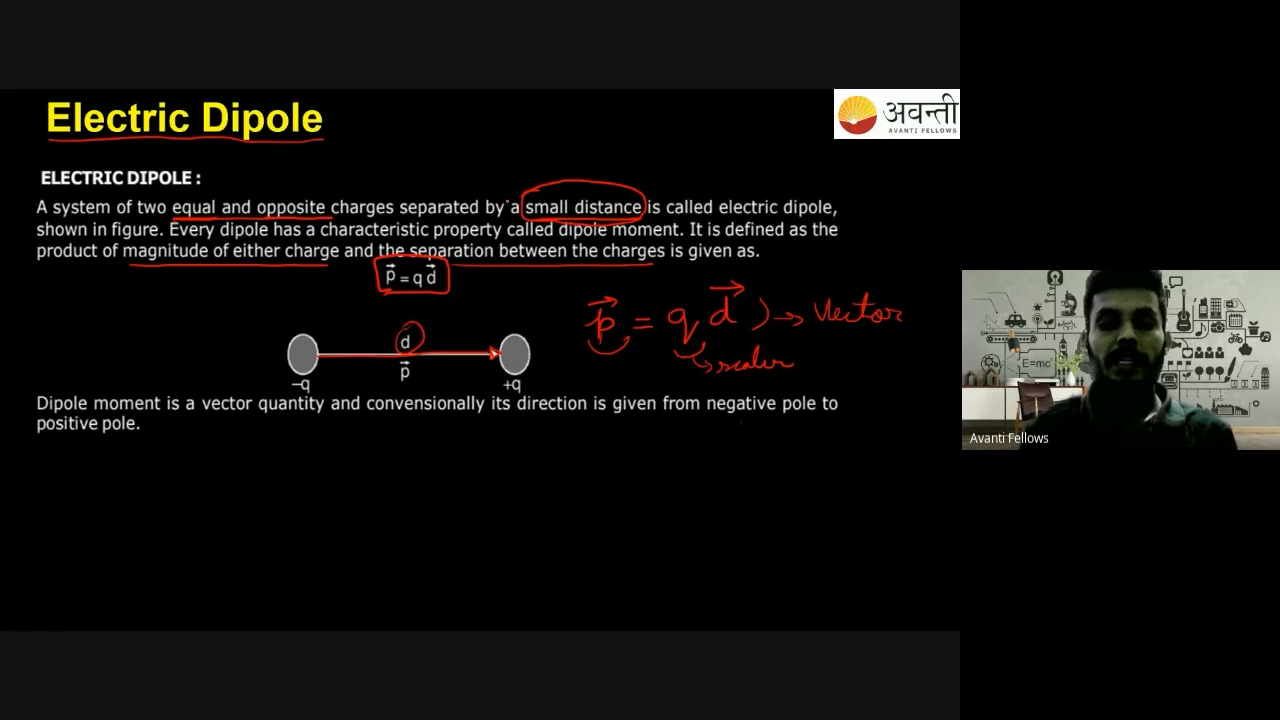 Electric Dipole
अवन्ती
AVANTI FELLOWS
ELECTRIC DIPOLE :
A system of two equal and opposite charges separated by a small distance is called electric dipole,
shown in figure. Every dipole has a characteristic property called dipole moment. It is defined as the
product of magnitude of either charge and the separation between the charges is given as.
p⃗ = q d⃗
p⃗ = q d⃗ ) → vector
↳ scalar
d
p⃗
–q
+q
Dipole moment is a vector quantity and convensionally its direction is given from negative pole to
positive pole.
E=mc²
Avanti Fellows